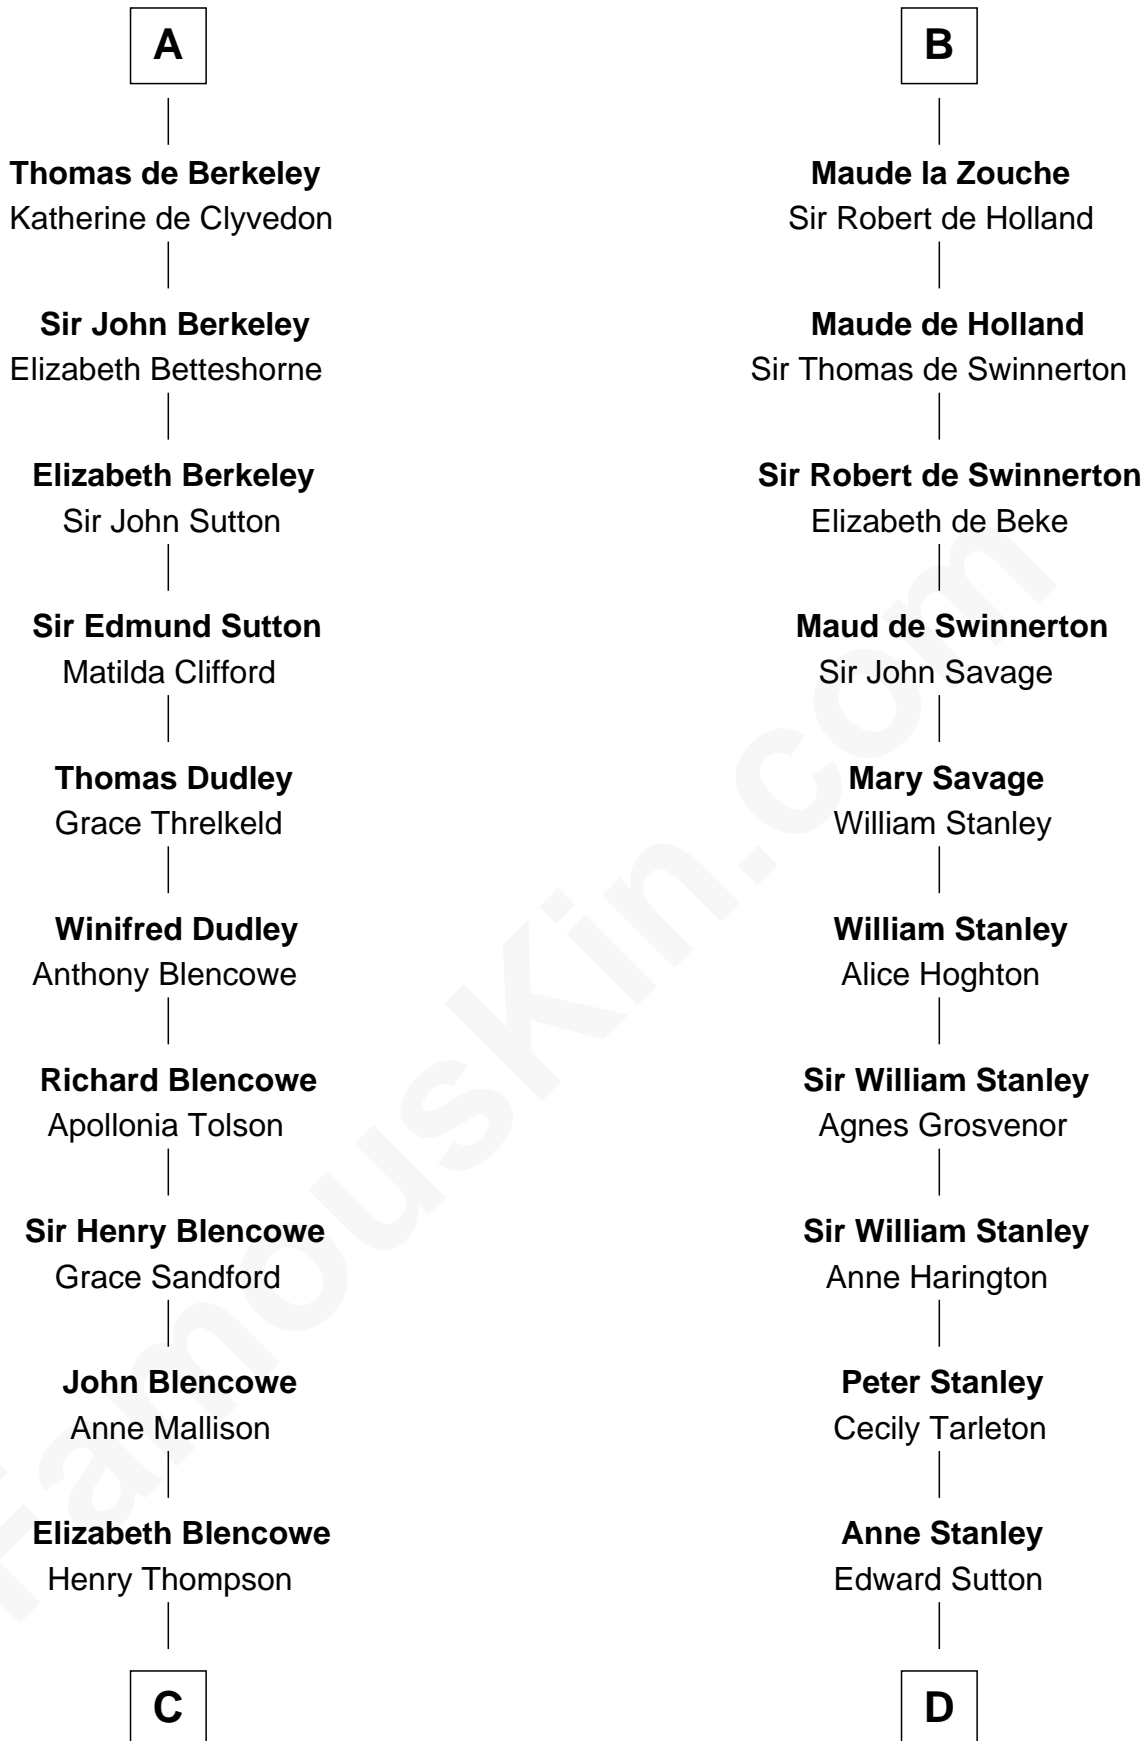 A
Thomas de Berkeley
Katherine de Clyvedon
Sir John Berkeley
Elizabeth Betteshorne
Elizabeth Berkeley
Sir John Sutton
Sir Edmund Sutton
Matilda Clifford
Thomas Dudley
Grace Threlkeld
Winifred Dudley
Anthony Blencowe
Richard Blencowe
Apollonia Tolson
Sir Henry Blencowe
Grace Sandford
John Blencowe
Anne Mallison
Elizabeth Blencowe
Henry Thompson
C
B
Maude la Zouche
Sir Robert de Holland
Maude de Holland
Sir Thomas de Swinnerton
Sir Robert de Swinnerton
Elizabeth de Beke
Maud de Swinnerton
Sir John Savage
Mary Savage
William Stanley
William Stanley
Alice Hoghton
Sir William Stanley
Agnes Grosvenor
Sir William Stanley
Anne Harington
Peter Stanley
Cecily Tarleton
Anne Stanley
Edward Sutton
D
FamousKin.com